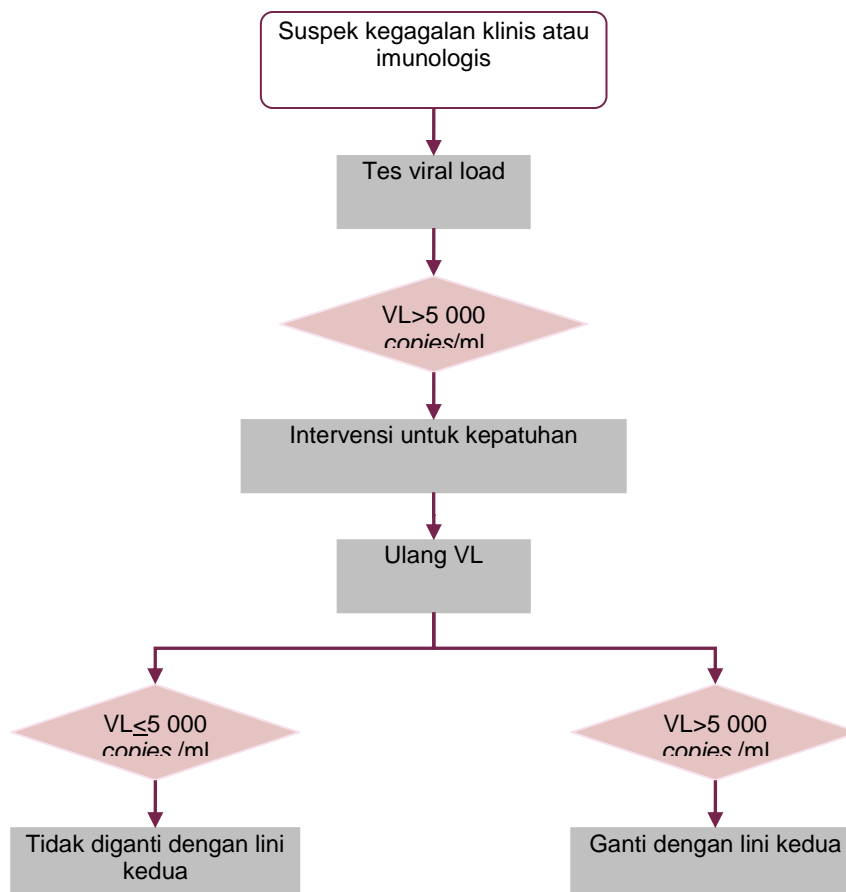 Suspek kegagalan klinis atau
imunologis
Tes viral load
VL>5 000
copies/ml
Intervensi untuk kepatuhan
Ulang VL
VL≤5 000
copies /ml
VL>5 000
copies /ml
Tidak diganti dengan lini
kedua
Ganti dengan lini kedua